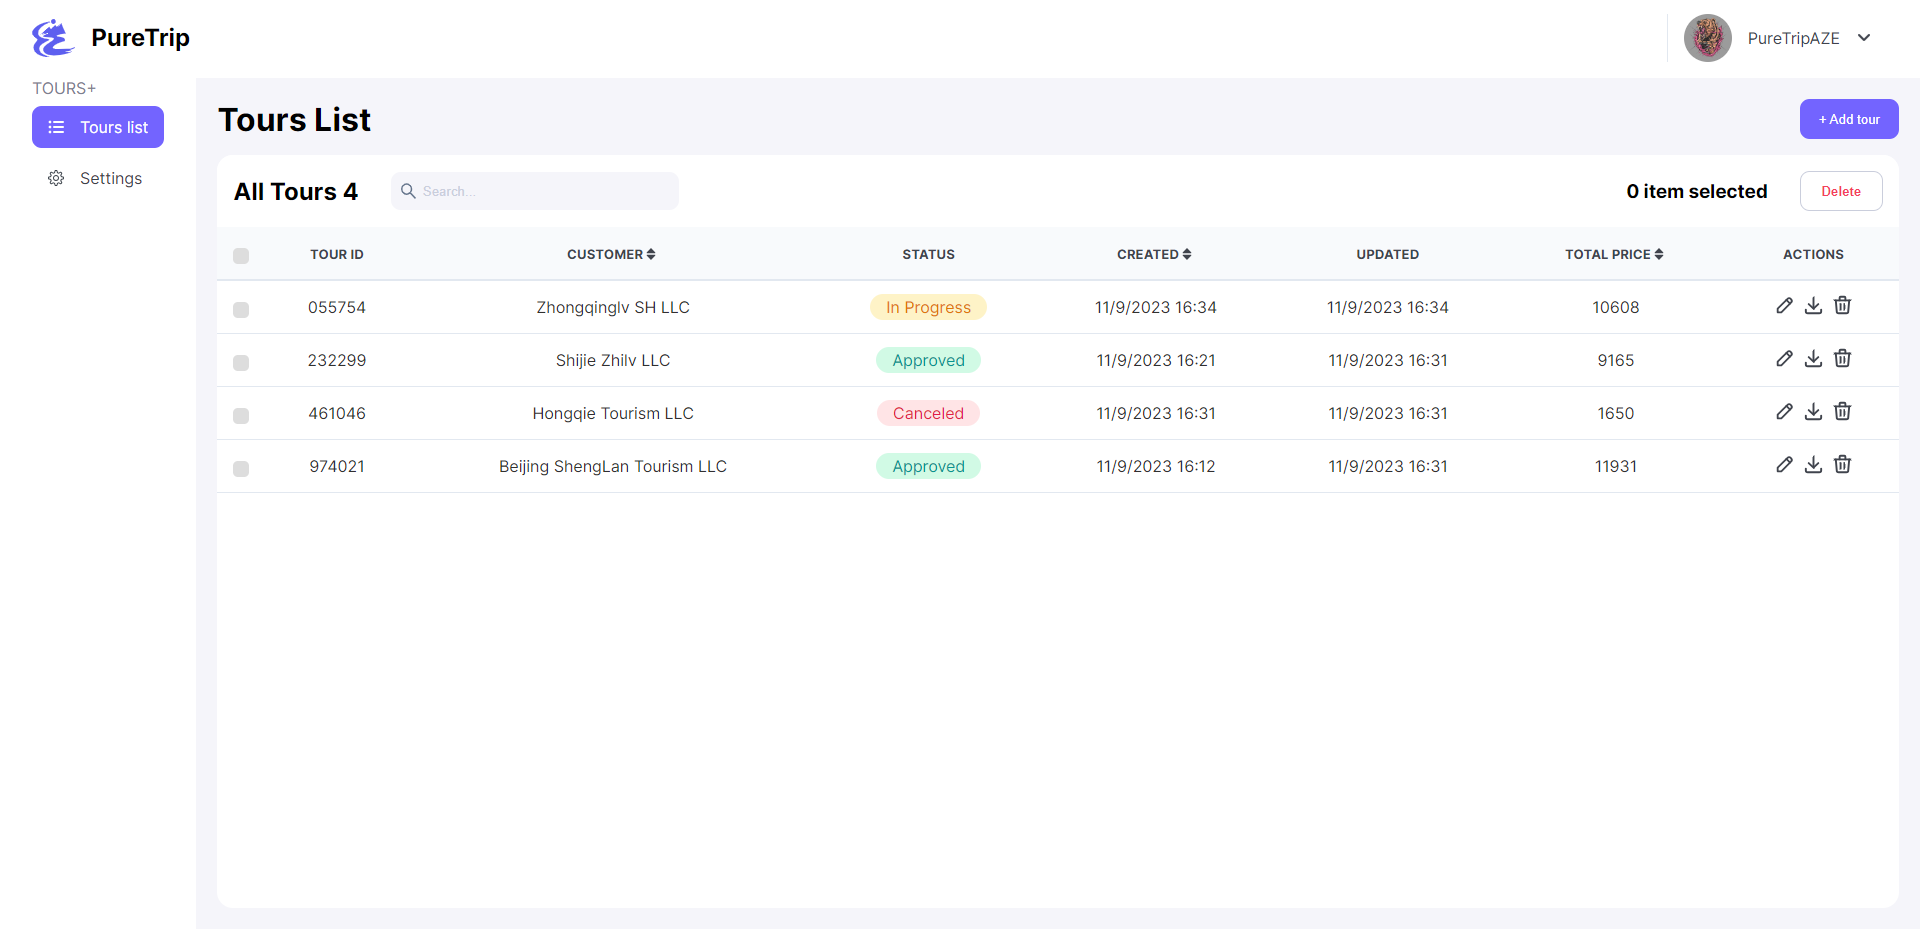 PureTrip
PureTripAZE
TOURS+
Tours list
Settings
Tours List
+ Add tour
All Tours 4
Search...
0 item selected
Delete
TOUR ID CUSTOMER STATUS CREATED UPDATED TOTAL PRICE ACTIONS
055754 Zhongqinglv SH LLC In Progress 11/9/2023 16:34 11/9/2023 16:34 10608
232299 Shijie Zhilv LLC Approved 11/9/2023 16:21 11/9/2023 16:31 9165
461046 Hongqie Tourism LLC Canceled 11/9/2023 16:31 11/9/2023 16:31 1650
974021 Beijing ShengLan Tourism LLC Approved 11/9/2023 16:12 11/9/2023 16:31 11931